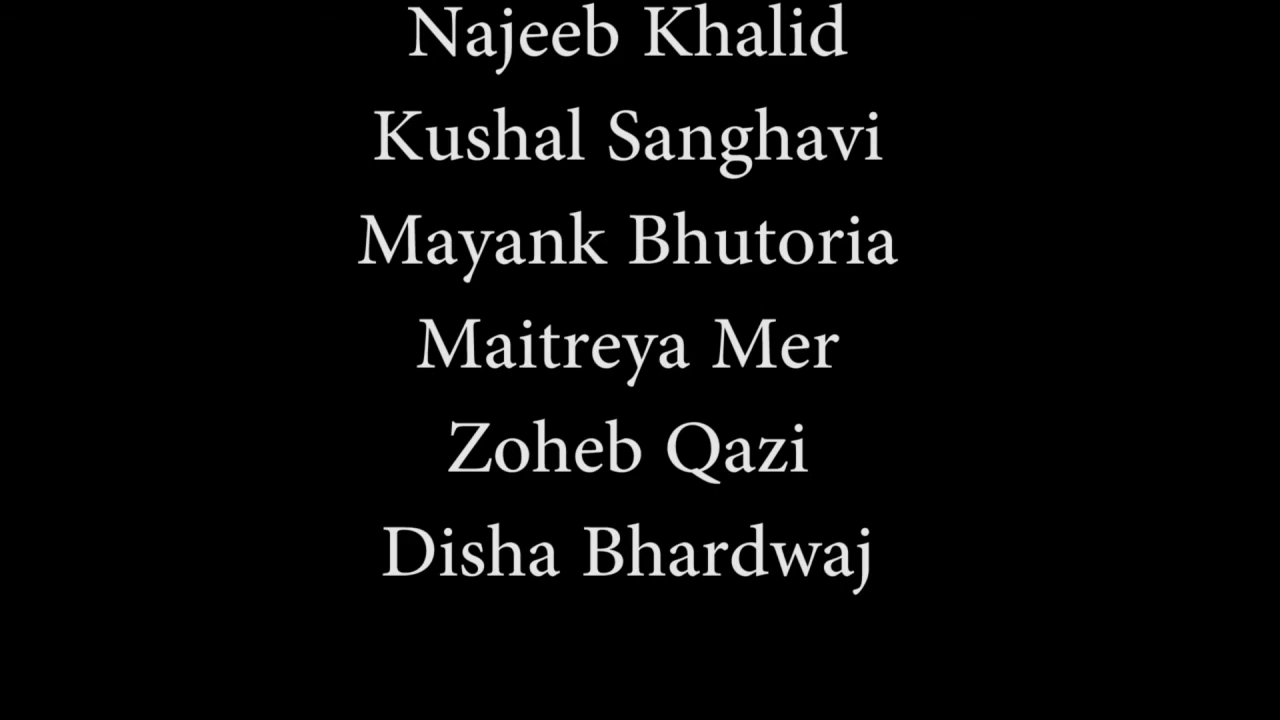 Najeeb Khalid
Kushal Sanghavi
Mayank Bhutoria
Maitreya Mer
Zoheb Qazi
Disha Bhardwaj